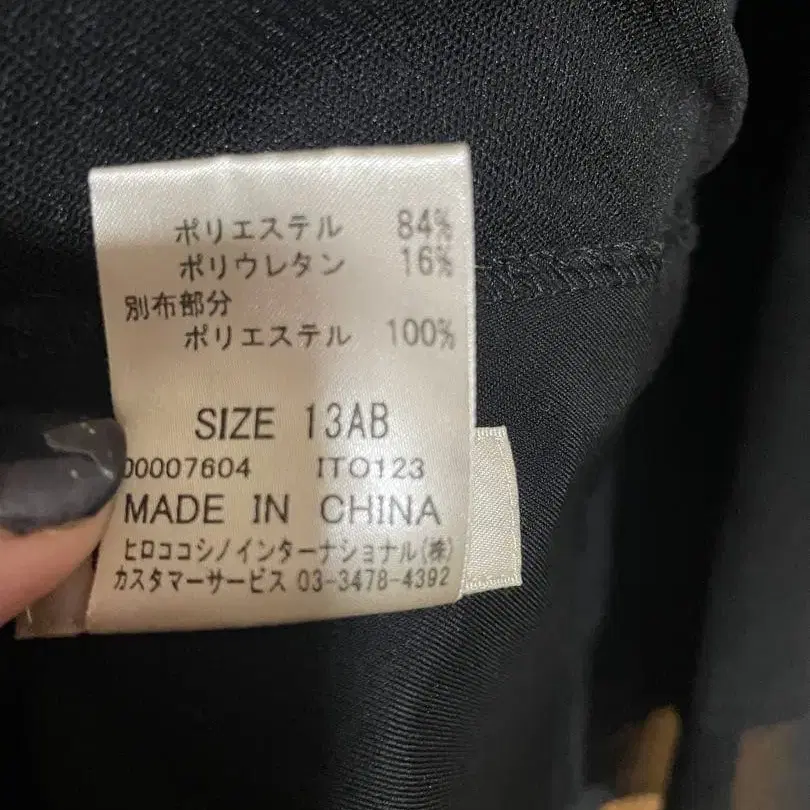 ポリエステル 84%
ポリウレタン 16%
別布部分
ポリエステル 100%
SIZE 13AB
00007604 ITO123
MADE IN CHINA
ヒロココシノインターナショナル(株)
カスタマーサービス 03-3478-4392